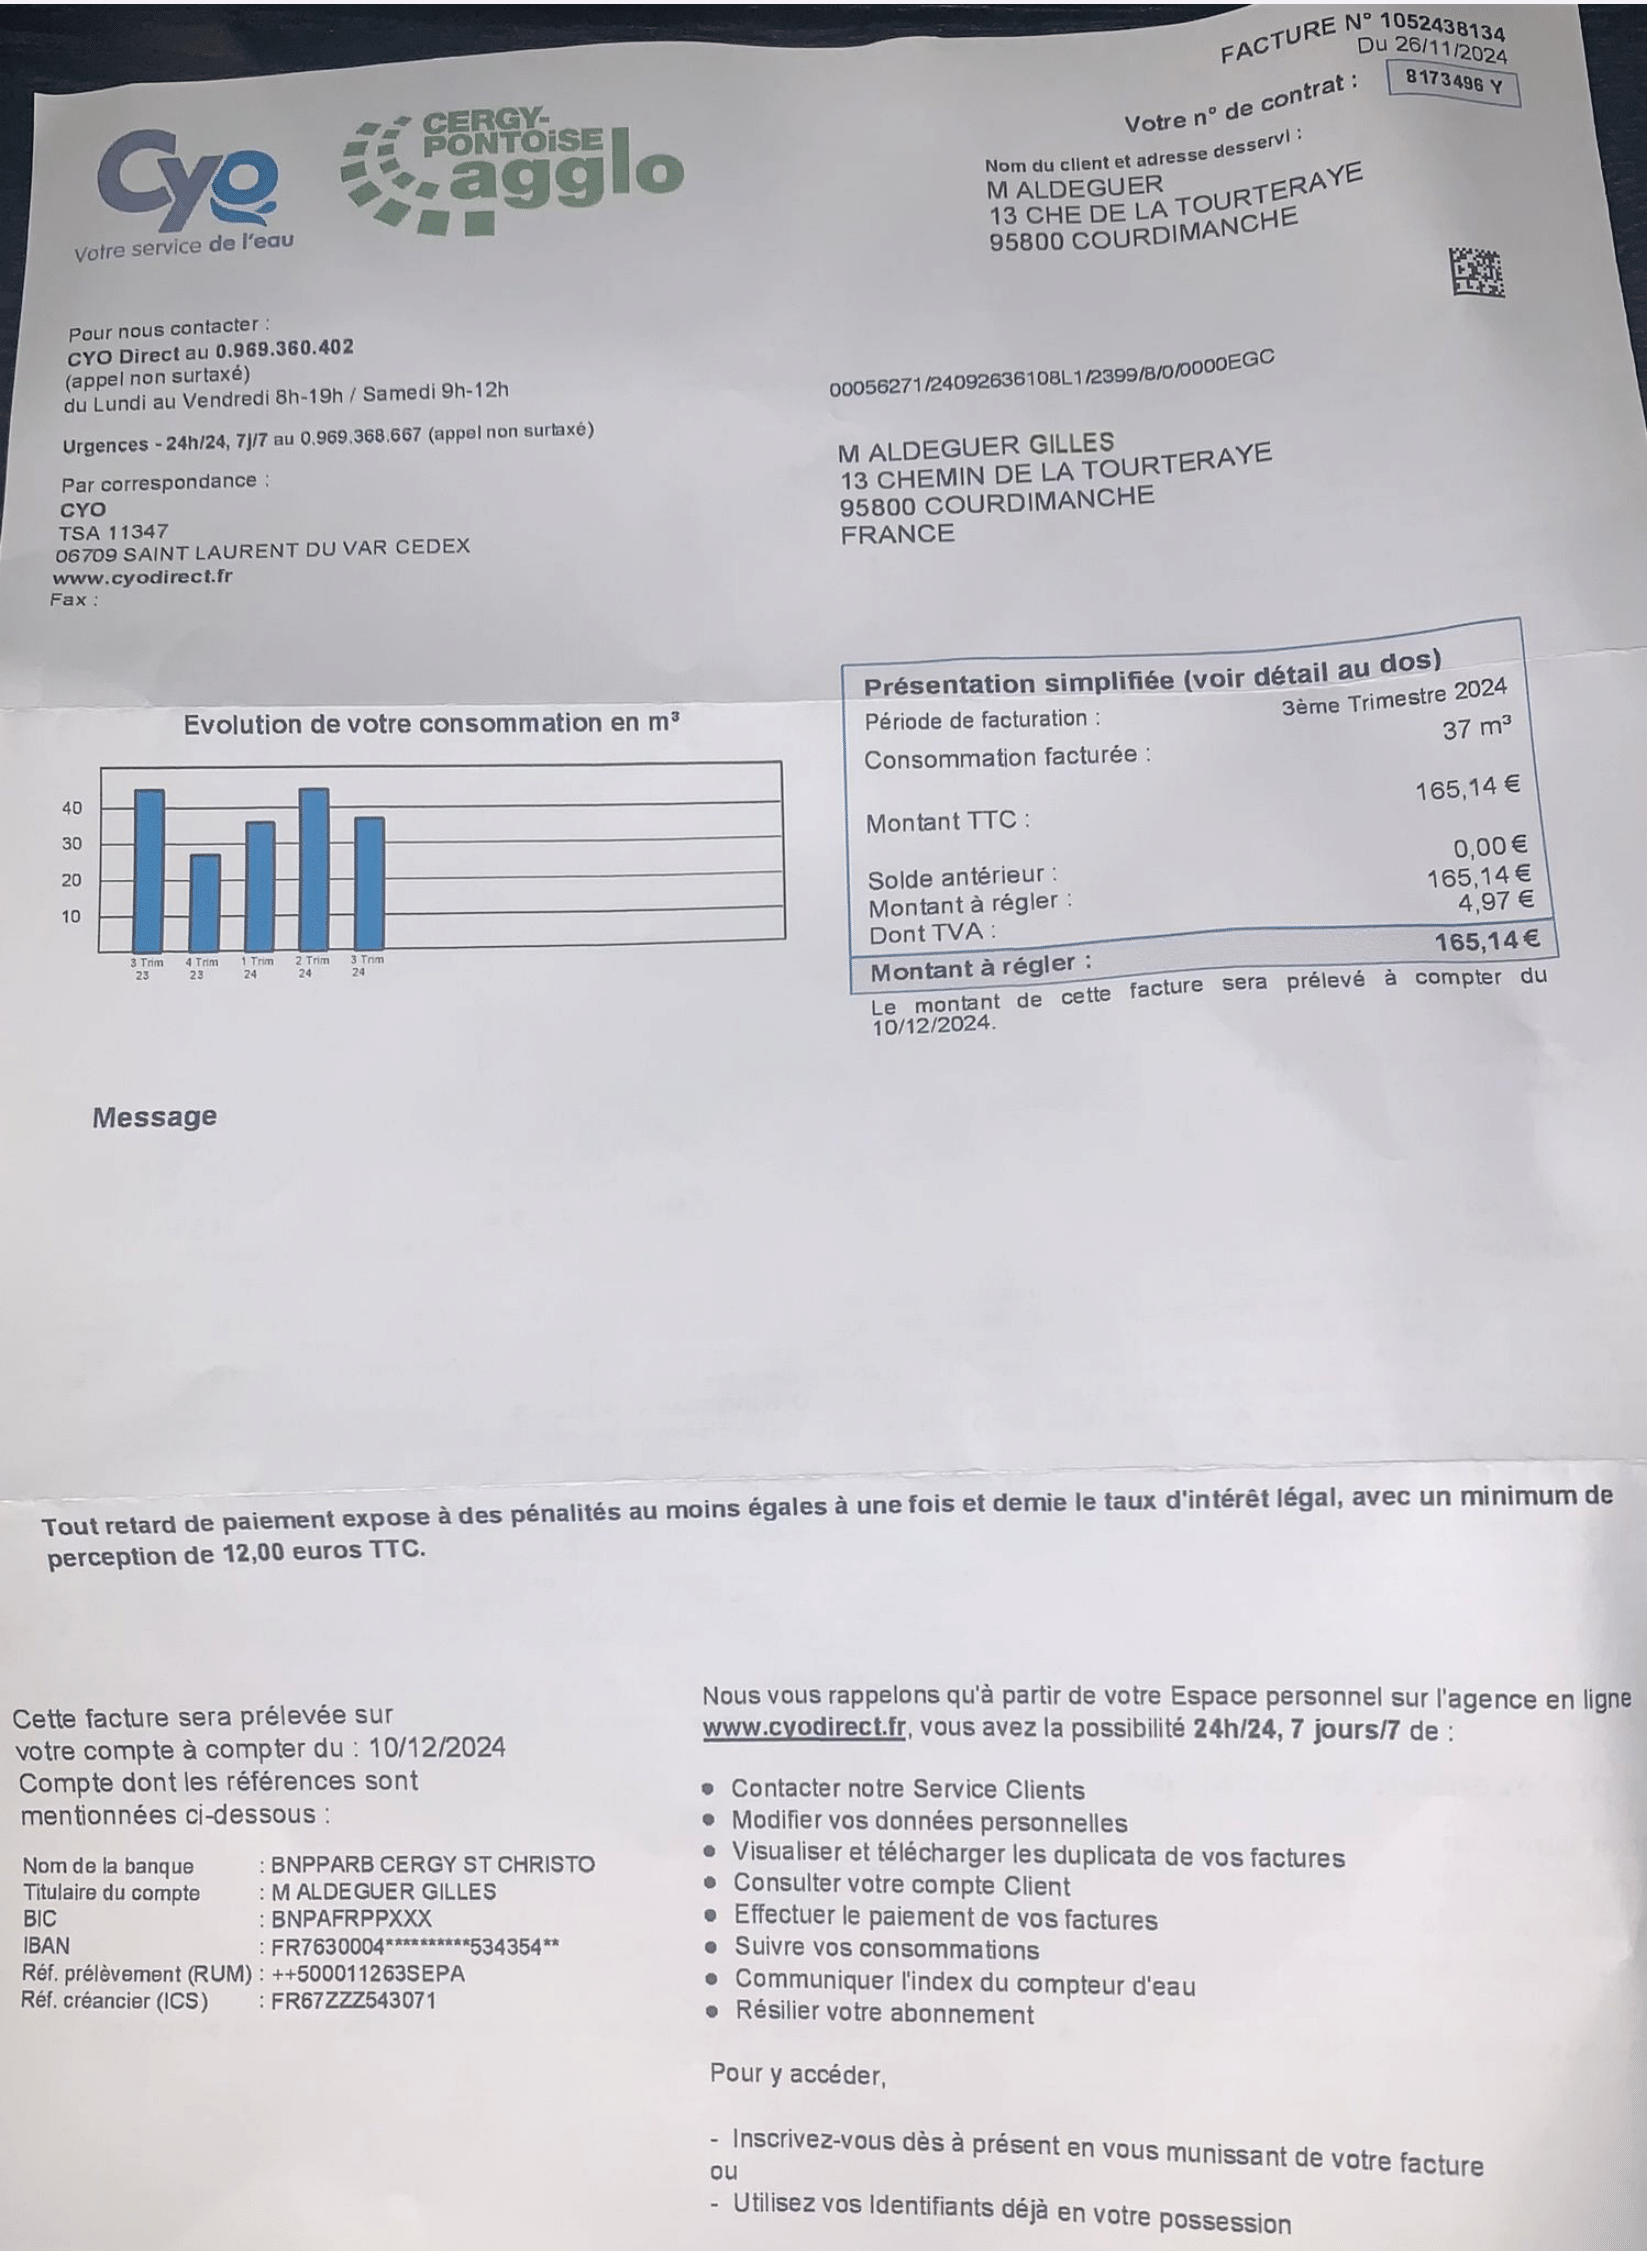 FACTURE N° 1052438134
Du 26/11/2024
Votre n° de contrat :
8173496 Y
Cyo
Votre service de l'eau
CERGY-
PONTOISE
agglo
Nom du client et adresse desservi :
M ALDEGUER
13 CHE DE LA TOURTERAYE
95800 COURDIMANCHE
Pour nous contacter :
CYO Direct au 0.969.360.402
(appel non surtaxé)
du Lundi au Vendredi 8h-19h / Samedi 9h-12h
Urgences - 24h/24, 7j/7 au 0.969.368.667 (appel non surtaxé)
Par correspondance :
CYO
TSA 11347
06709 SAINT LAURENT DU VAR CEDEX
www.cyodirect.fr
Fax :
00056271/24092636108L1/2399/8/0/0000EGC
M ALDEGUER GILLES
13 CHEMIN DE LA TOURTERAYE
95800 COURDIMANCHE
FRANCE
Evolution de votre consommation en m³
40
30
20
10
3 Trim 4 Trim 1 Trim 2 Trim 3 Trim
23 23 24 24 24
Présentation simplifiée (voir détail au dos)
Période de facturation : 3ème Trimestre 2024
Consommation facturée : 37 m³
Montant TTC : 165,14 €
Solde antérieur : 0,00 €
Montant à régler : 165,14 €
Dont TVA : 4,97 €
Montant à régler : 165,14 €
Le montant de cette facture sera prélevé à compter du
10/12/2024.
Message
Tout retard de paiement expose à des pénalités au moins égales à une fois et demie le taux d'intérêt légal, avec un minimum de
perception de 12,00 euros TTC.
Cette facture sera prélevée sur
votre compte à compter du : 10/12/2024
Compte dont les références sont
mentionnées ci-dessous :
Nom de la banque : BNPPARB CERGY ST CHRISTO
Titulaire du compte : M ALDEGUER GILLES
BIC : BNPAFRPPXXX
IBAN : FR7630004**********534354**
Réf. prélèvement (RUM) : ++500011263SEPA
Réf. créancier (ICS) : FR67ZZZ543071
Nous vous rappelons qu'à partir de votre Espace personnel sur l'agence en ligne
www.cyodirect.fr, vous avez la possibilité 24h/24, 7 jours/7 de :
• Contacter notre Service Clients
• Modifier vos données personnelles
• Visualiser et télécharger les duplicata de vos factures
• Consulter votre compte Client
• Effectuer le paiement de vos factures
• Suivre vos consommations
• Communiquer l'index du compteur d'eau
• Résilier votre abonnement
Pour y accéder,
- Inscrivez-vous dès à présent en vous munissant de votre facture
ou
- Utilisez vos Identifiants déjà en votre possession